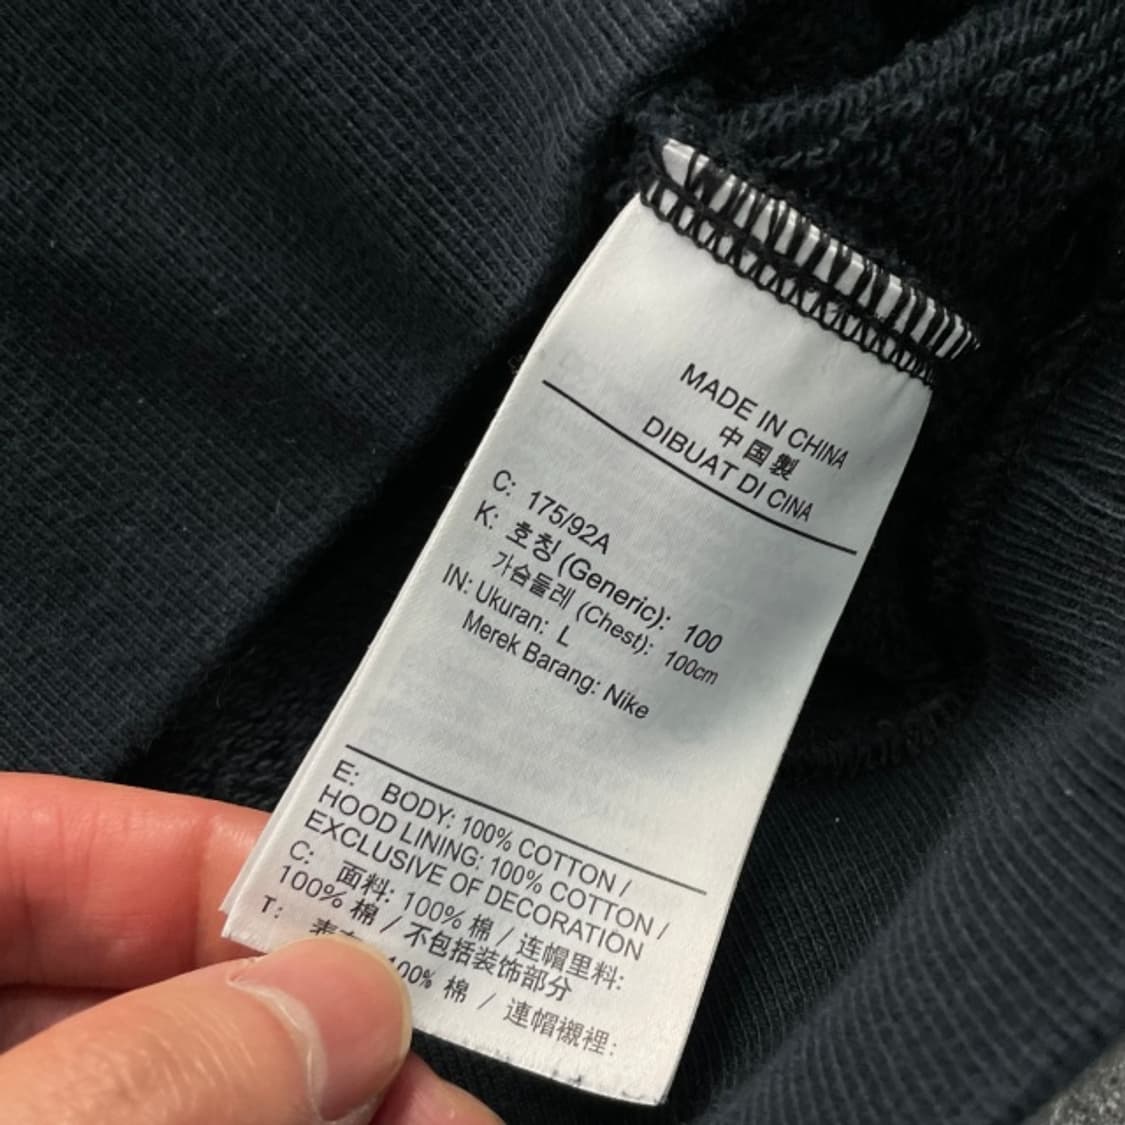 MADE IN CHINA
中国製
DIBUAT DI CINA
C: 175/92A
K: 호칭 (Generic): 100
가슴둘레 (Chest): 100cm
IN: Ukuran: L
Merek Barang: Nike
E: BODY: 100% COTTON /
HOOD LINING: 100% COTTON /
EXCLUSIVE OF DECORATION
C: 面料: 100% 棉 / 连帽里料:
100% 棉 / 不包括装饰部分
T: 100% 棉 / 連帽襯裡: